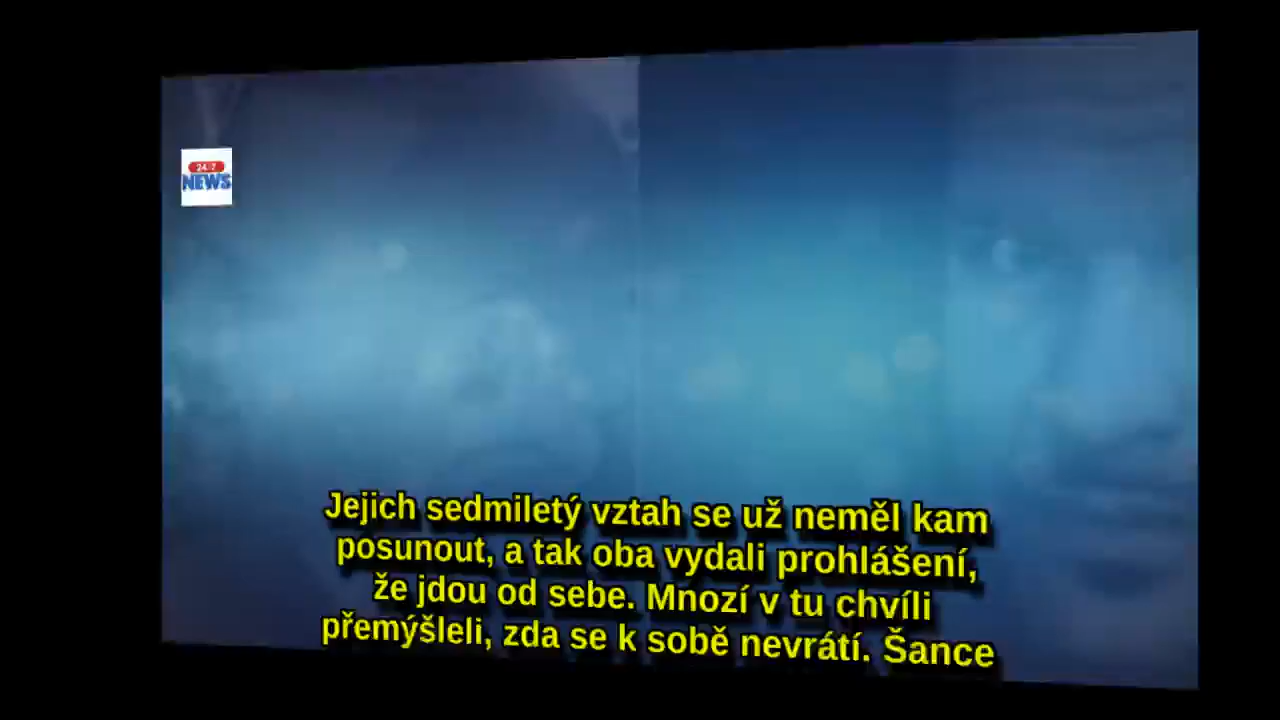 24/7
NEWS
Jejich sedmiletý vztah se už neměl kam
posunout, a tak oba vydali prohlášení,
že jdou od sebe. Mnozí v tu chvíli
přemýšleli, zda se k sobě nevrátí. Šance